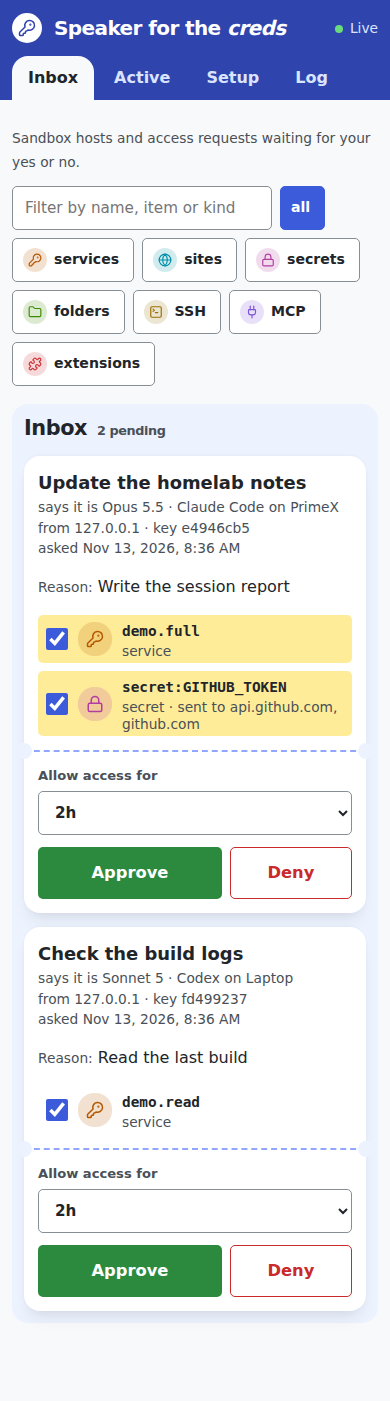 Speaker for the creds
Live
Inbox
Active
Setup
Log
Sandbox hosts and access requests waiting for your
yes or no.
Filter by name, item or kind
all
services
sites
secrets
folders
SSH
MCP
extensions
Inbox 2 pending
Update the homelab notes
says it is Opus 5.5 · Claude Code on PrimeX
from 127.0.0.1 · key e4946cb5
asked Nov 13, 2026, 8:36 AM
Reason: Write the session report
demo.full
service
secret:GITHUB_TOKEN
secret · sent to api.github.com,
github.com
Allow access for
2h
Approve
Deny
Check the build logs
says it is Sonnet 5 · Codex on Laptop
from 127.0.0.1 · key fd499237
asked Nov 13, 2026, 8:36 AM
Reason: Read the last build
demo.read
service
Allow access for
2h
Approve
Deny